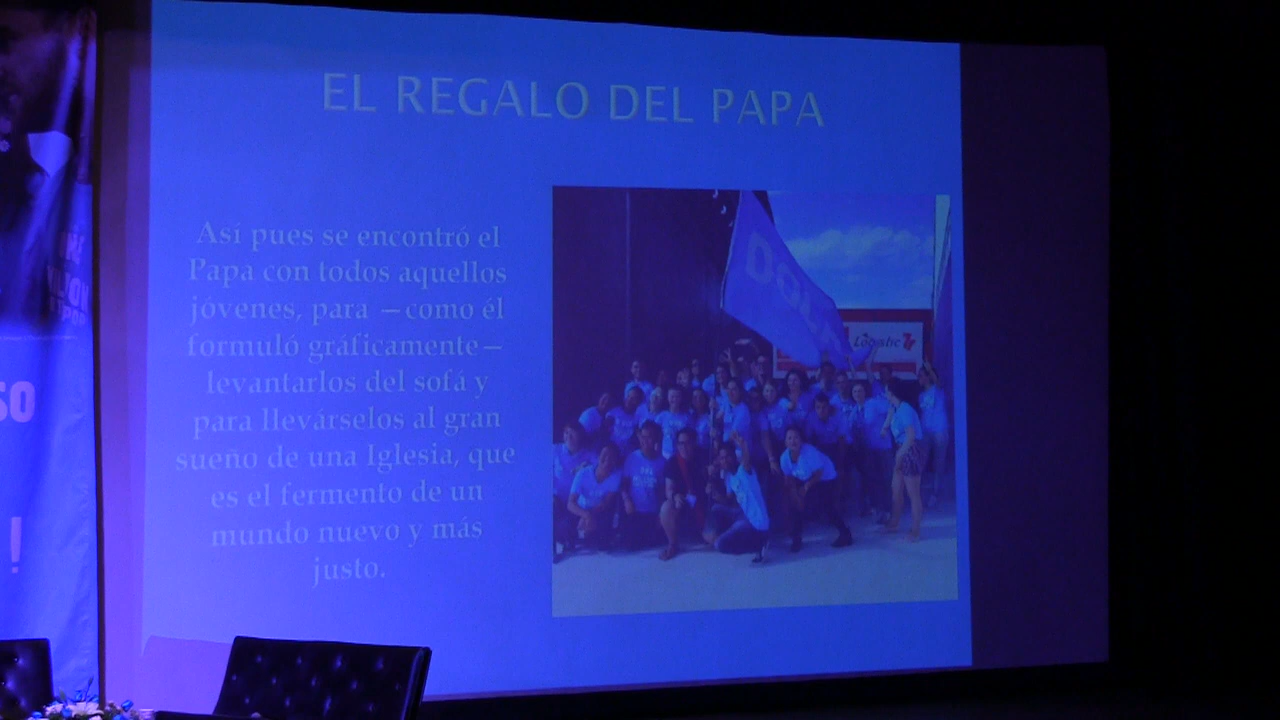 EL REGALO DEL PAPA
Así pues se encontró el
Papa con todos aquellos
jóvenes, para —como él
formuló gráficamente—
levantarlos del sofá y
para llevárselos al gran
sueño de una Iglesia, que
es el fermento de un
mundo nuevo y más
justo.
Logistic
SO
!